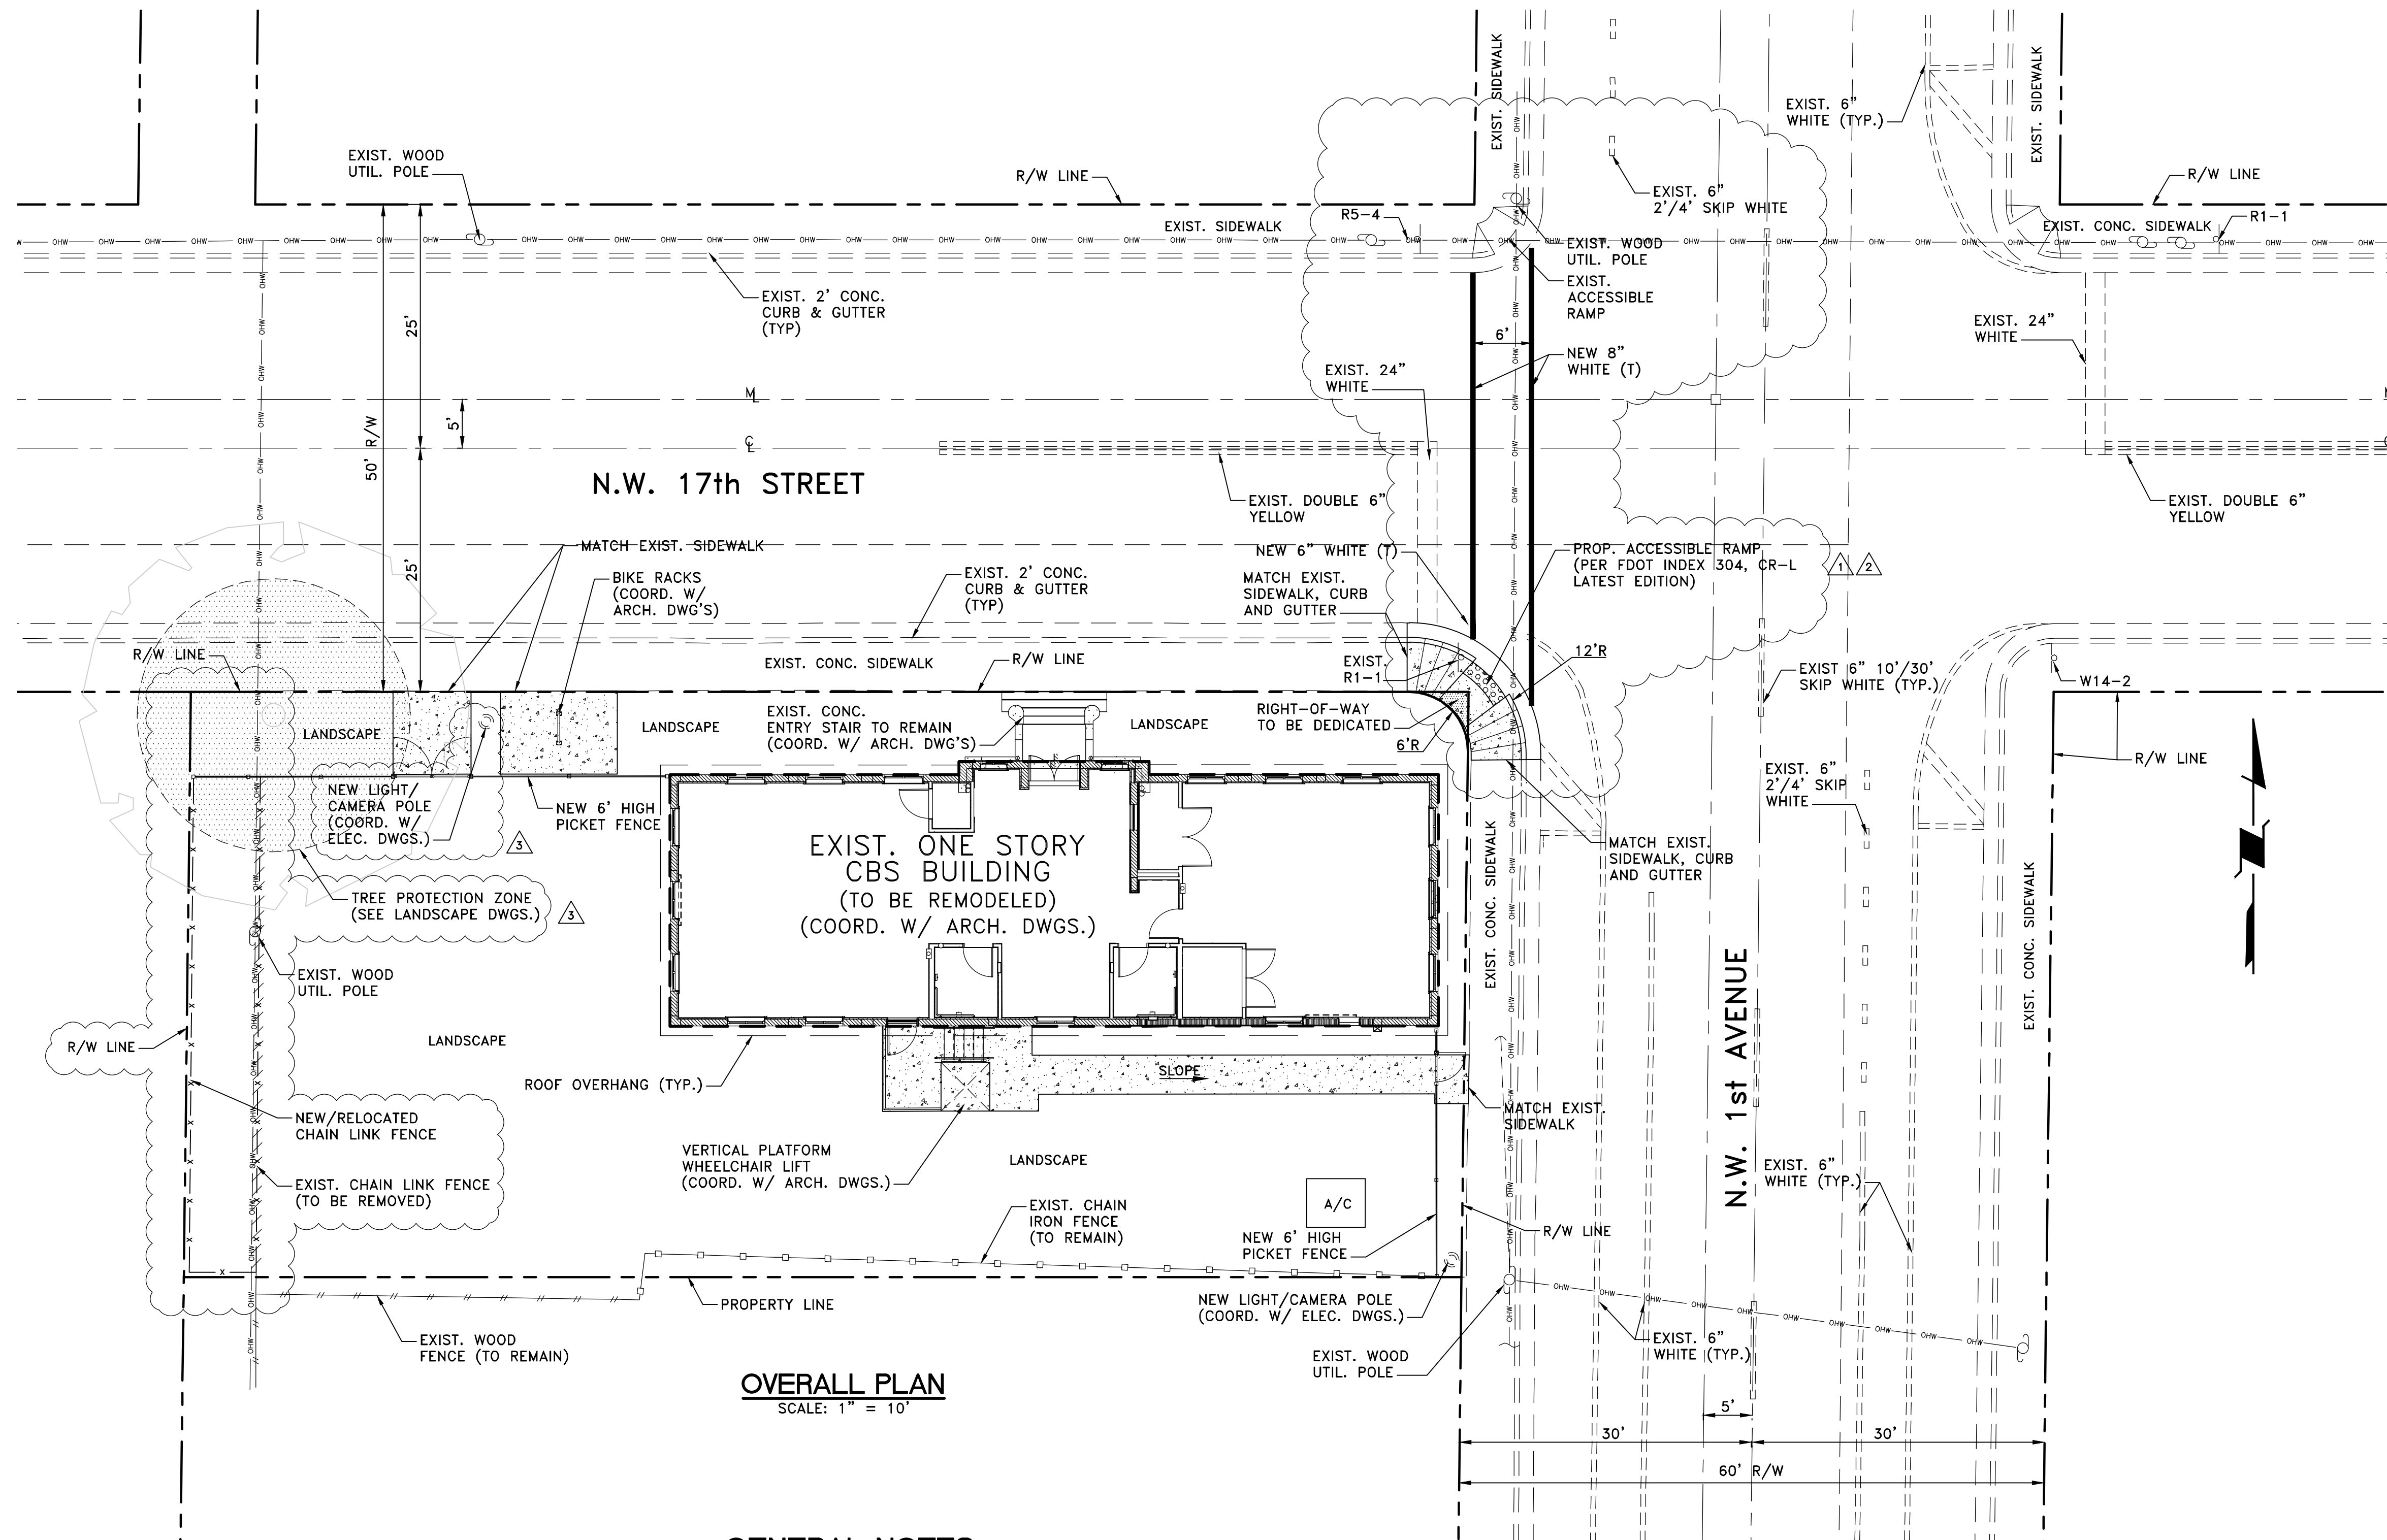 EXIST. SIDEWALK
EXIST. SIDEWALK
EXIST. 6"
WHITE (TYP.)
EXIST. WOOD
UTIL. POLE
R/W LINE
R/W LINE
EXIST. 6"
2'/4' SKIP WHITE
R5-4
R1-1
EXIST. SIDEWALK
EXIST. CONC. SIDEWALK
EXIST. WOOD
UTIL. POLE
EXIST.
ACCESSIBLE
RAMP
EXIST. 2' CONC.
CURB & GUTTER
(TYP)
25'
6'
EXIST. 24"
WHITE
NEW 8"
WHITE (T)
EXIST. 24"
WHITE
50' R/W
5'
N.W. 17th STREET
EXIST. DOUBLE 6"
YELLOW
EXIST. DOUBLE 6"
YELLOW
25'
MATCH EXIST. SIDEWALK
BIKE RACKS
(COORD. W/
ARCH. DWG'S)
EXIST. 2' CONC.
CURB & GUTTER
(TYP)
NEW 6" WHITE (T)
MATCH EXIST.
SIDEWALK, CURB
AND GUTTER
PROP. ACCESSIBLE RAMP
(PER FDOT INDEX 304, CR-L
LATEST EDITION)
1
2
R/W LINE
EXIST. CONC. SIDEWALK
R/W LINE
EXIST.
R1-1
12'R
EXIST 6" 10'/30'
SKIP WHITE (TYP.)
W14-2
LANDSCAPE
LANDSCAPE
EXIST. CONC.
ENTRY STAIR TO REMAIN
(COORD. W/ ARCH. DWG'S)
LANDSCAPE
RIGHT-OF-WAY
TO BE DEDICATED
6'R
R/W LINE
EXIST. 6"
2'/4' SKIP
WHITE
NEW LIGHT/
CAMERA POLE
(COORD. W/
ELEC. DWGS.)
3
NEW 6' HIGH
PICKET FENCE
EXIST. ONE STORY
CBS BUILDING
(TO BE REMODELED)
(COORD. W/ ARCH. DWGS.)
EXIST. CONC. SIDEWALK
MATCH EXIST.
SIDEWALK, CURB
AND GUTTER
EXIST. CONC. SIDEWALK
TREE PROTECTION ZONE
(SEE LANDSCAPE DWGS.)
3
EXIST. WOOD
UTIL. POLE
N.W. 1st AVENUE
R/W LINE
LANDSCAPE
ROOF OVERHANG (TYP.)
SLOPE
NEW/RELOCATED
CHAIN LINK FENCE
MATCH EXIST.
SIDEWALK
VERTICAL PLATFORM
WHEELCHAIR LIFT
(COORD. W/ ARCH. DWGS.)
LANDSCAPE
EXIST. 6"
WHITE (TYP.)
EXIST. CHAIN LINK FENCE
(TO BE REMOVED)
A/C
EXIST. CHAIN
IRON FENCE
(TO REMAIN)
NEW 6' HIGH
PICKET FENCE
R/W LINE
PROPERTY LINE
NEW LIGHT/CAMERA POLE
(COORD. W/ ELEC. DWGS.)
EXIST. WOOD
FENCE (TO REMAIN)
EXIST. WOOD
UTIL. POLE
EXIST. 6"
WHITE (TYP.)
OVERALL PLAN
SCALE: 1" = 10'
5'
30'
30'
60' R/W
GENERAL NOTES